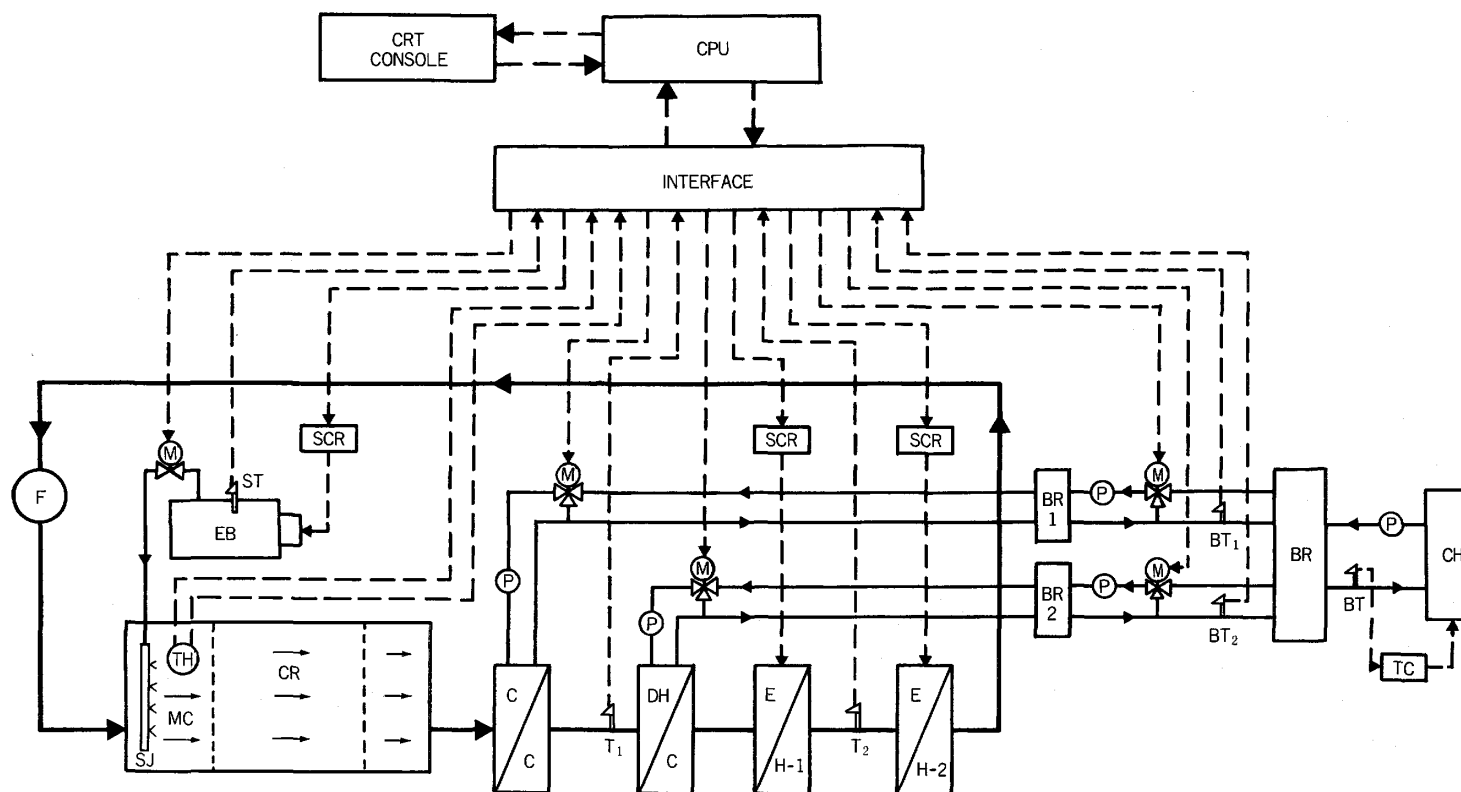 CRT
CONSOLE
CPU
INTERFACE
SCR
M
ST
EB
F
TH
CR
MC
SJ
SCR
SCR
M
M
M
M
P
P
P
P
P
BR
1
BR
2
BT₁
BT₂
BR
BT
CH
TC
C
C
T₁
DH
C
E
H-1
T₂
E
H-2